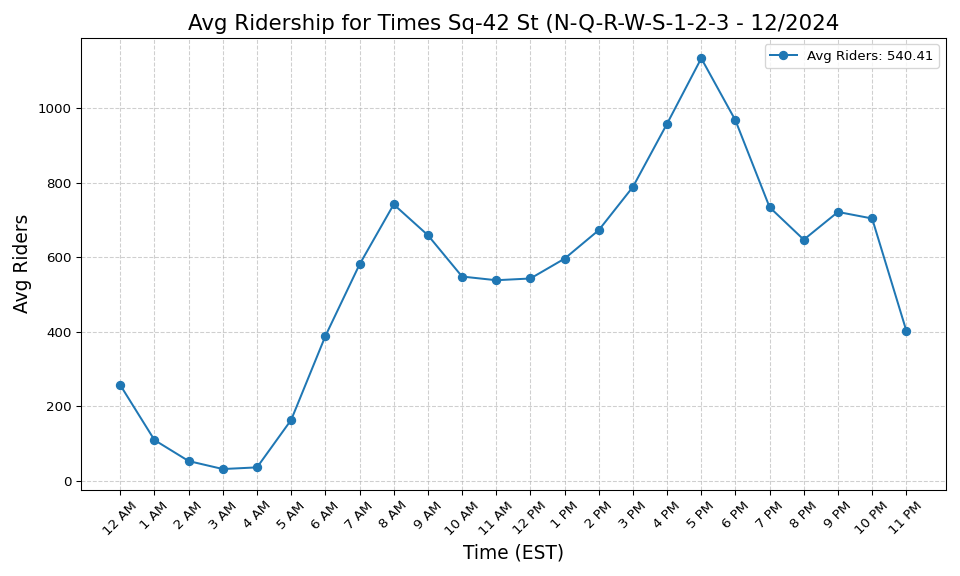 Avg Ridership for Times Sq-42 St (N-Q-R-W-S-1-2-3 - 12/2024
Avg Riders: 540.41
Avg Riders
1000
800
600
400
200
0
12 AM
1 AM
2 AM
3 AM
4 AM
5 AM
6 AM
7 AM
8 AM
9 AM
10 AM
11 AM
12 PM
1 PM
2 PM
3 PM
4 PM
5 PM
6 PM
7 PM
8 PM
9 PM
10 PM
11 PM
Time (EST)